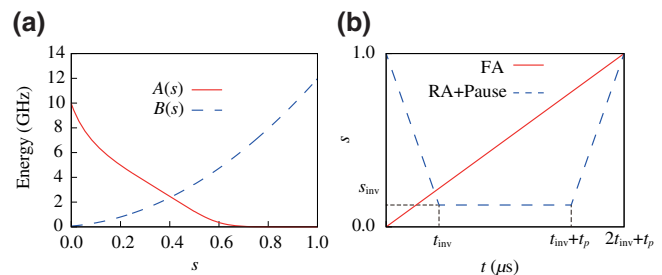 (a)
14
12
10
8
6
4
2
0
Energy (GHz)
A(s)
B(s)
0.0 0.2 0.4 0.6 0.8 1.0
s
(b)
1.0
s
s_inv
0.0
FA
RA+Pause
t_inv t_inv+t_p 2t_inv+t_p
t (μs)